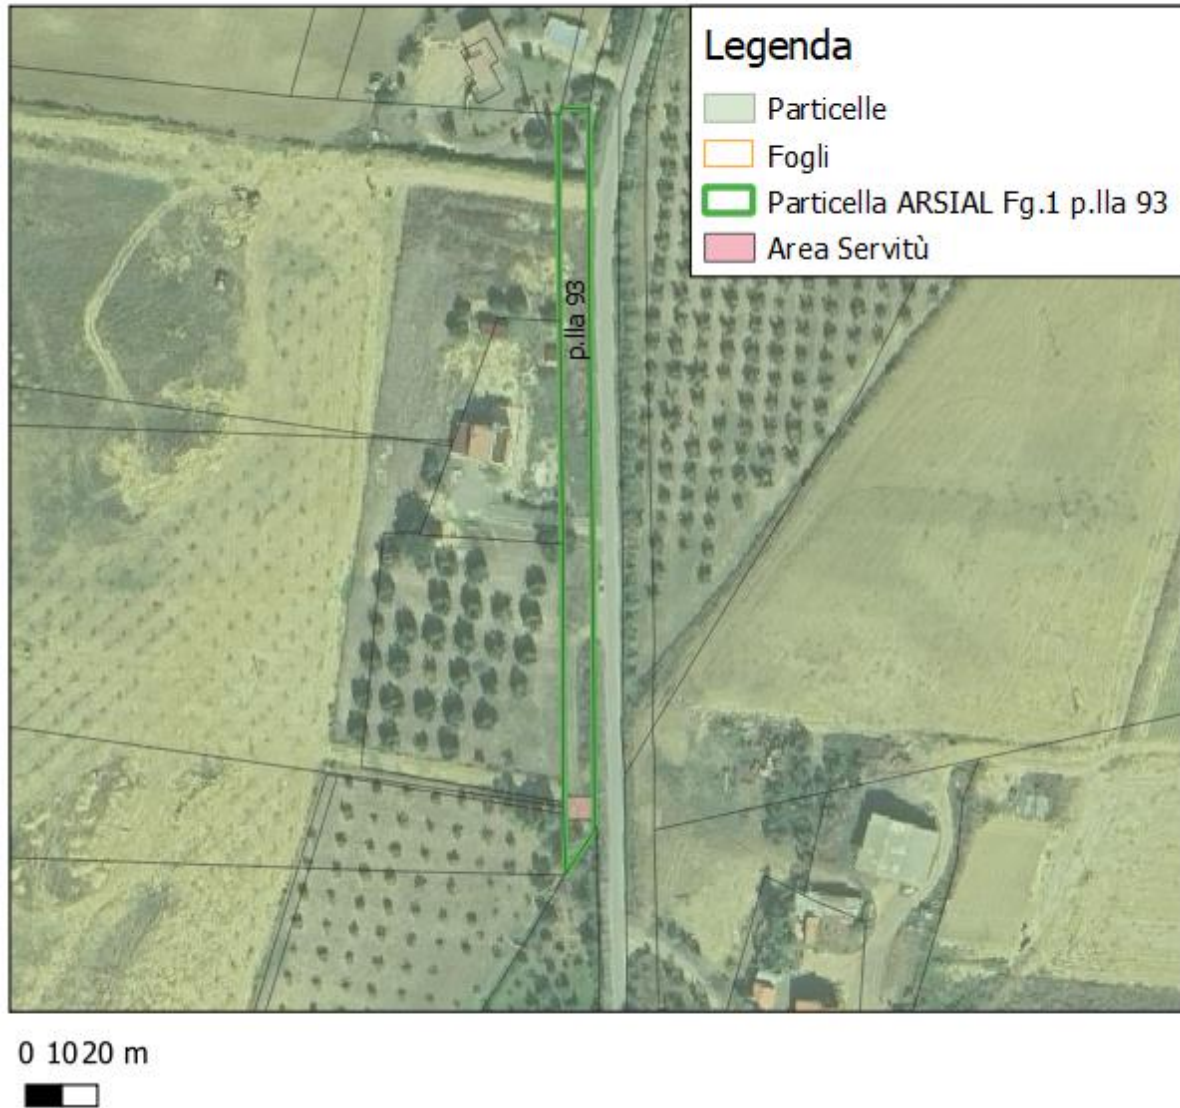 Legenda
Particelle
Fogli
Particella ARSIAL Fg.1 p.lla 93
Area Servitù
p.lla 93
0 10 20 m